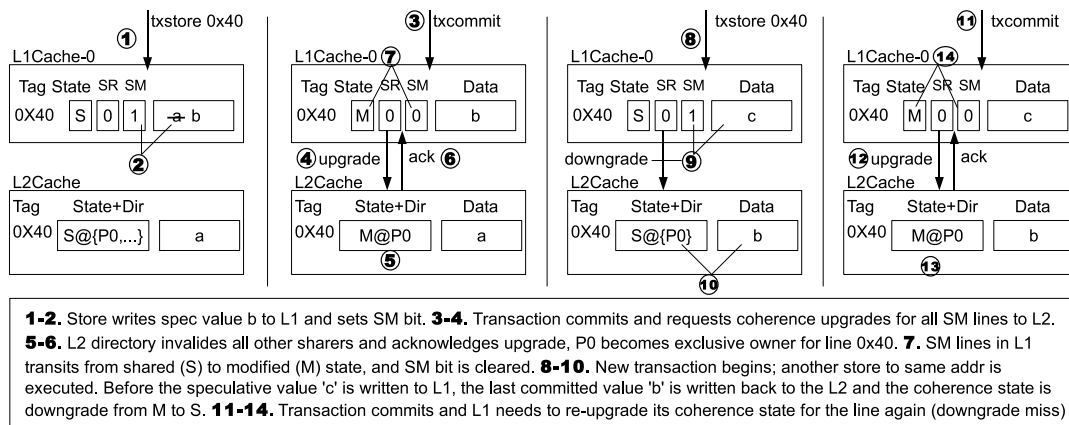 1 txstore 0x40
L1Cache-0
Tag State SR SM
0X40 S 0 1 a b
2
L2Cache
Tag State+Dir
0X40 S@{P0,...} a
3 txcommit
L1Cache-0 7
Tag State SR SM Data
0X40 M 0 0 b
4 upgrade ack 6
L2Cache
Tag State+Dir Data
0X40 M@P0 a
5
8 txstore 0x40
L1Cache-0
Tag State SR SM Data
0X40 S 0 1 c
downgrade 9
L2Cache
Tag State+Dir Data
0X40 S@{P0} b
10
11 txcommit
L1Cache-0 14
Tag State SR SM Data
0X40 M 0 0 c
12 upgrade ack
L2Cache
Tag State+Dir Data
0X40 M@P0 b
13
1-2. Store writes spec value b to L1 and sets SM bit. 3-4. Transaction commits and requests coherence upgrades for all SM lines to L2.
5-6. L2 directory invalides all other sharers and acknowledges upgrade, P0 becomes exclusive owner for line 0x40. 7. SM lines in L1
transits from shared (S) to modified (M) state, and SM bit is cleared. 8-10. New transaction begins; another store to same addr is
executed. Before the speculative value 'c' is written to L1, the last committed value 'b' is written back to the L2 and the coherence state is
downgrade from M to S. 11-14. Transaction commits and L1 needs to re-upgrade its coherence state for the line again (downgrade miss)